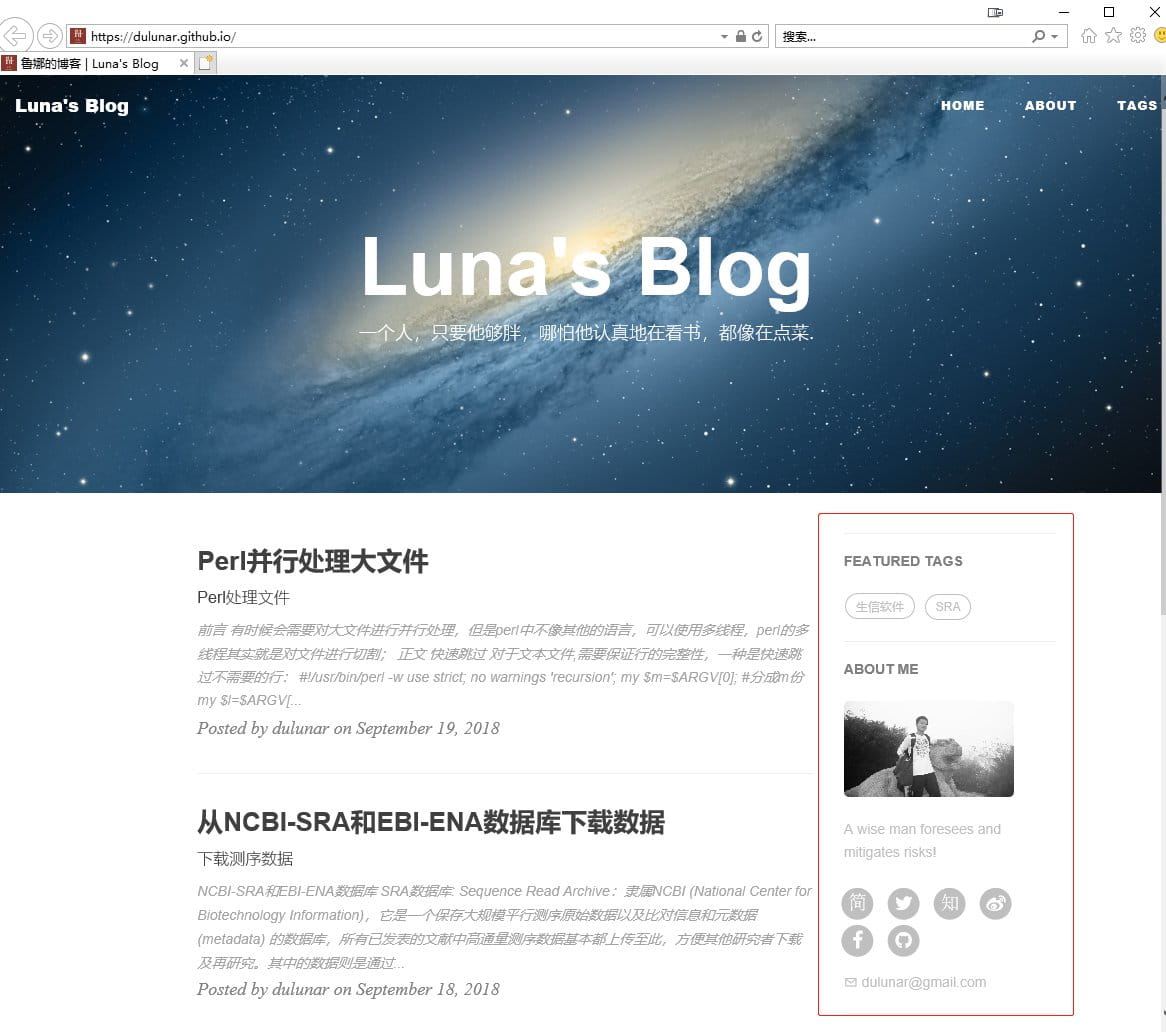 https://dulunar.github.io/
搜索...
鲁娜的博客 | Luna's Blog
Luna's Blog
HOME
ABOUT
TAGS
Luna's Blog
一个人，只要他够胖，哪怕他认真地在看书，都像在点菜.
Perl并行处理大文件
Perl处理文件
前言 有时候会需要对大文件进行并行处理，但是perl中不像其他的语言，可以使用多线程，perl的多
线程其实就是对文件进行切割； 正文 快速跳过 对于文本文件,需要保证行的完整性，一种是快速跳
过不需要的行： #!/usr/bin/perl -w use strict; no warnings 'recursion'; my $m=$ARGV[0]; #分成m份
my $l=$ARGV[...
Posted by dulunar on September 19, 2018
从NCBI-SRA和EBI-ENA数据库下载数据
下载测序数据
NCBI-SRA和EBI-ENA数据库 SRA数据库: Sequence Read Archive：隶属NCBI (National Center for
Biotechnology Information)，它是一个保存大规模平行测序原始数据以及比对信息和元数据
(metadata) 的数据库，所有已发表的文献中高通量测序数据基本都上传至此，方便其他研究者下载
及再研究。其中的数据则是通过...
Posted by dulunar on September 18, 2018
FEATURED TAGS
生信软件
SRA
ABOUT ME
A wise man foresees and
mitigates risks!
简
知
dulunar@gmail.com